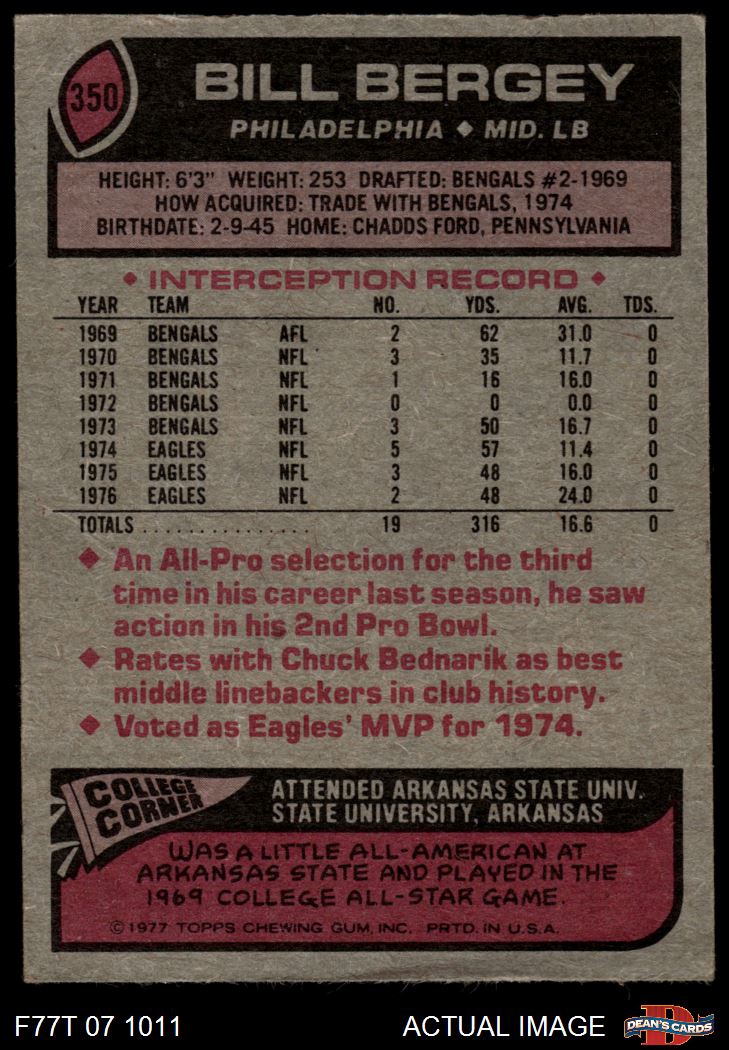 350
BILL BERGEY
PHILADELPHIA ◆ MID. LB
HEIGHT: 6'3" WEIGHT: 253 DRAFTED: BENGALS #2-1969
HOW ACQUIRED: TRADE WITH BENGALS, 1974
BIRTHDATE: 2-9-45 HOME: CHADDS FORD, PENNSYLVANIA
◆ INTERCEPTION RECORD ◆
YEAR TEAM NO. YDS. AVG. TDS.
1969 BENGALS AFL 2 62 31.0 0
1970 BENGALS NFL 3 35 11.7 0
1971 BENGALS NFL 1 16 16.0 0
1972 BENGALS NFL 0 0 0.0 0
1973 BENGALS NFL 3 50 16.7 0
1974 EAGLES NFL 5 57 11.4 0
1975 EAGLES NFL 3 48 16.0 0
1976 EAGLES NFL 2 48 24.0 0
TOTALS ................ 19 316 16.6 0
◆ An All-Pro selection for the third
time in his career last season, he saw
action in his 2nd Pro Bowl.
◆ Rates with Chuck Bednarik as best
middle linebackers in club history.
◆ Voted as Eagles' MVP for 1974.
COLLEGE
CORNER
ATTENDED ARKANSAS STATE UNIV.
STATE UNIVERSITY, ARKANSAS
WAS A LITTLE ALL-AMERICAN AT
ARKANSAS STATE AND PLAYED IN THE
1969 COLLEGE ALL-STAR GAME.
©1977 TOPPS CHEWING GUM, INC. PRTD. IN U.S.A.
F77T 07 1011 ACTUAL IMAGE
D
DEAN'S CARDS